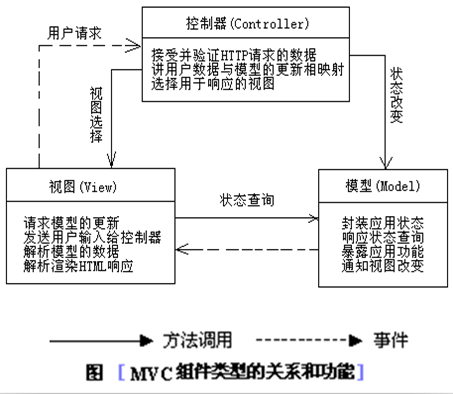 控制器(Controller)
接受并验证HTTP请求的数据
讲用户数据与模型的更新相映射
选择用于响应的视图
用户请求
视图选择
状态改变
视图(View)
请求模型的更新
发送用户输入给控制器
解析模型的数据
解析渲染HTML响应
状态查询
模型(Model)
封装应用状态
响应状态查询
暴露应用功能
通知视图改变
方法调用
事件
图 [MVC组件类型的关系和功能]